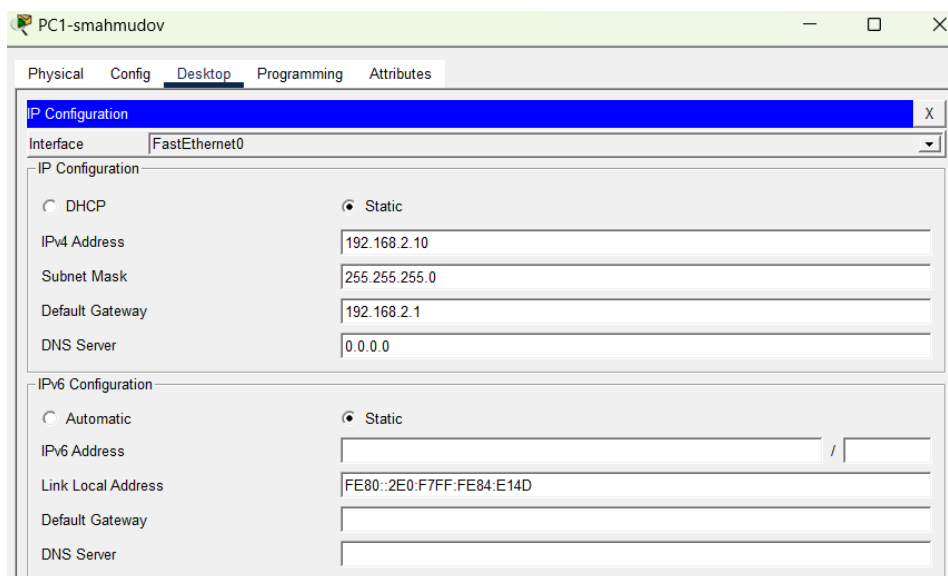 PC1-smahmudov
Physical Config Desktop Programming Attributes
IP Configuration X
Interface FastEthernet0
IP Configuration
DHCP Static
IPv4 Address 192.168.2.10
Subnet Mask 255.255.255.0
Default Gateway 192.168.2.1
DNS Server 0.0.0.0
IPv6 Configuration
Automatic Static
IPv6 Address /
Link Local Address FE80::2E0:F7FF:FE84:E14D
Default Gateway
DNS Server